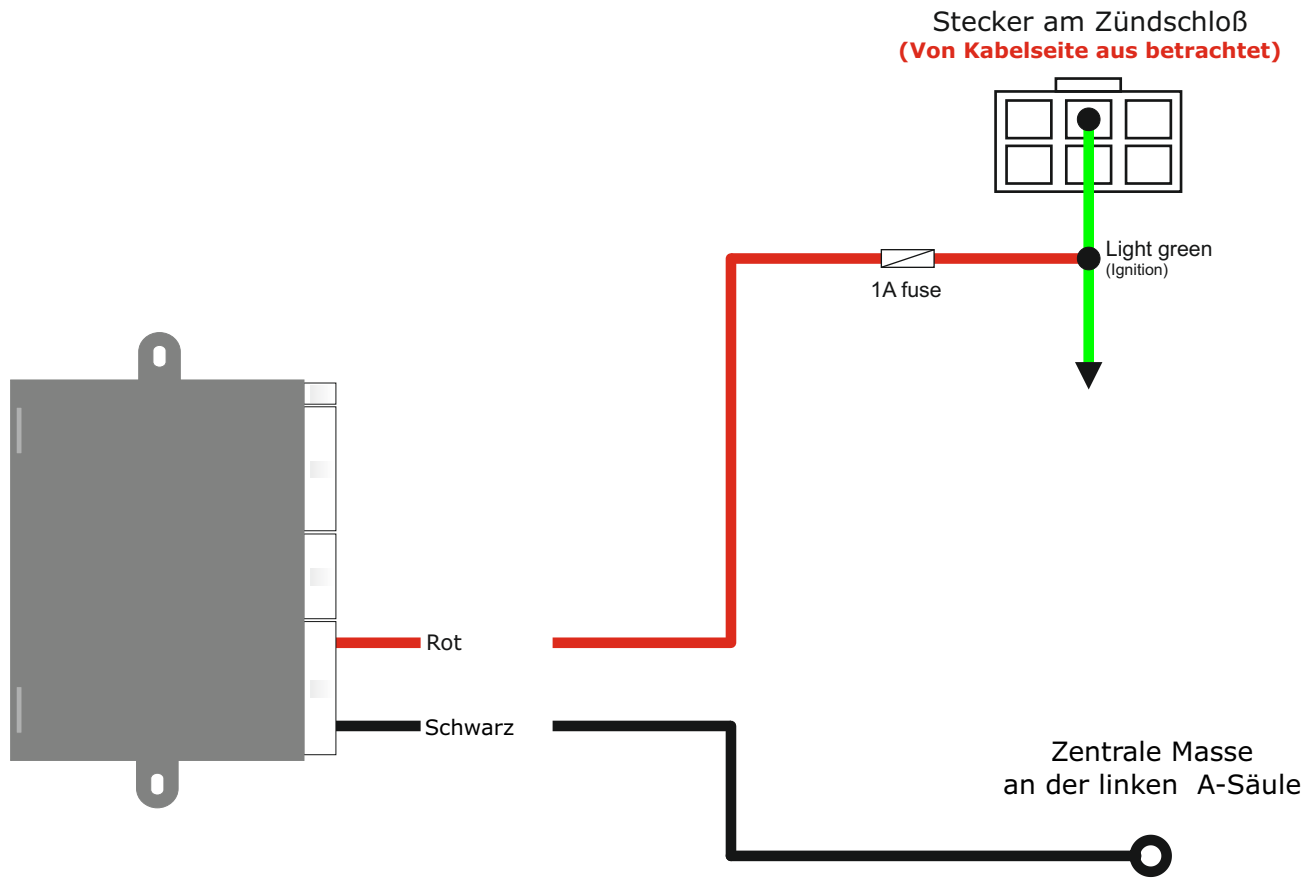 Stecker am Zündschloß
(Von Kabelseite aus betrachtet)
Light green
(Ignition)
1A fuse
Rot
Schwarz
Zentrale Masse
an der linken A-Säule